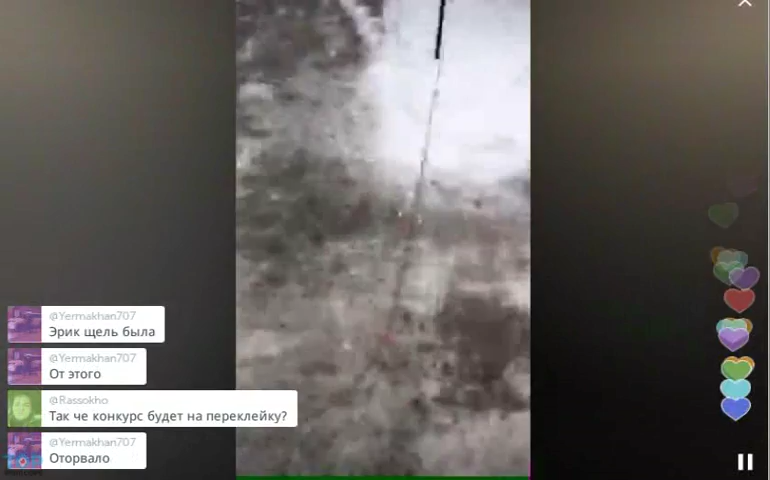 @Yermakhan707
Эрик щель была
@Yermakhan707
От этого
@Rassokho
Так че конкурс будет на переклейку?
@Yermakhan707
Оторвало